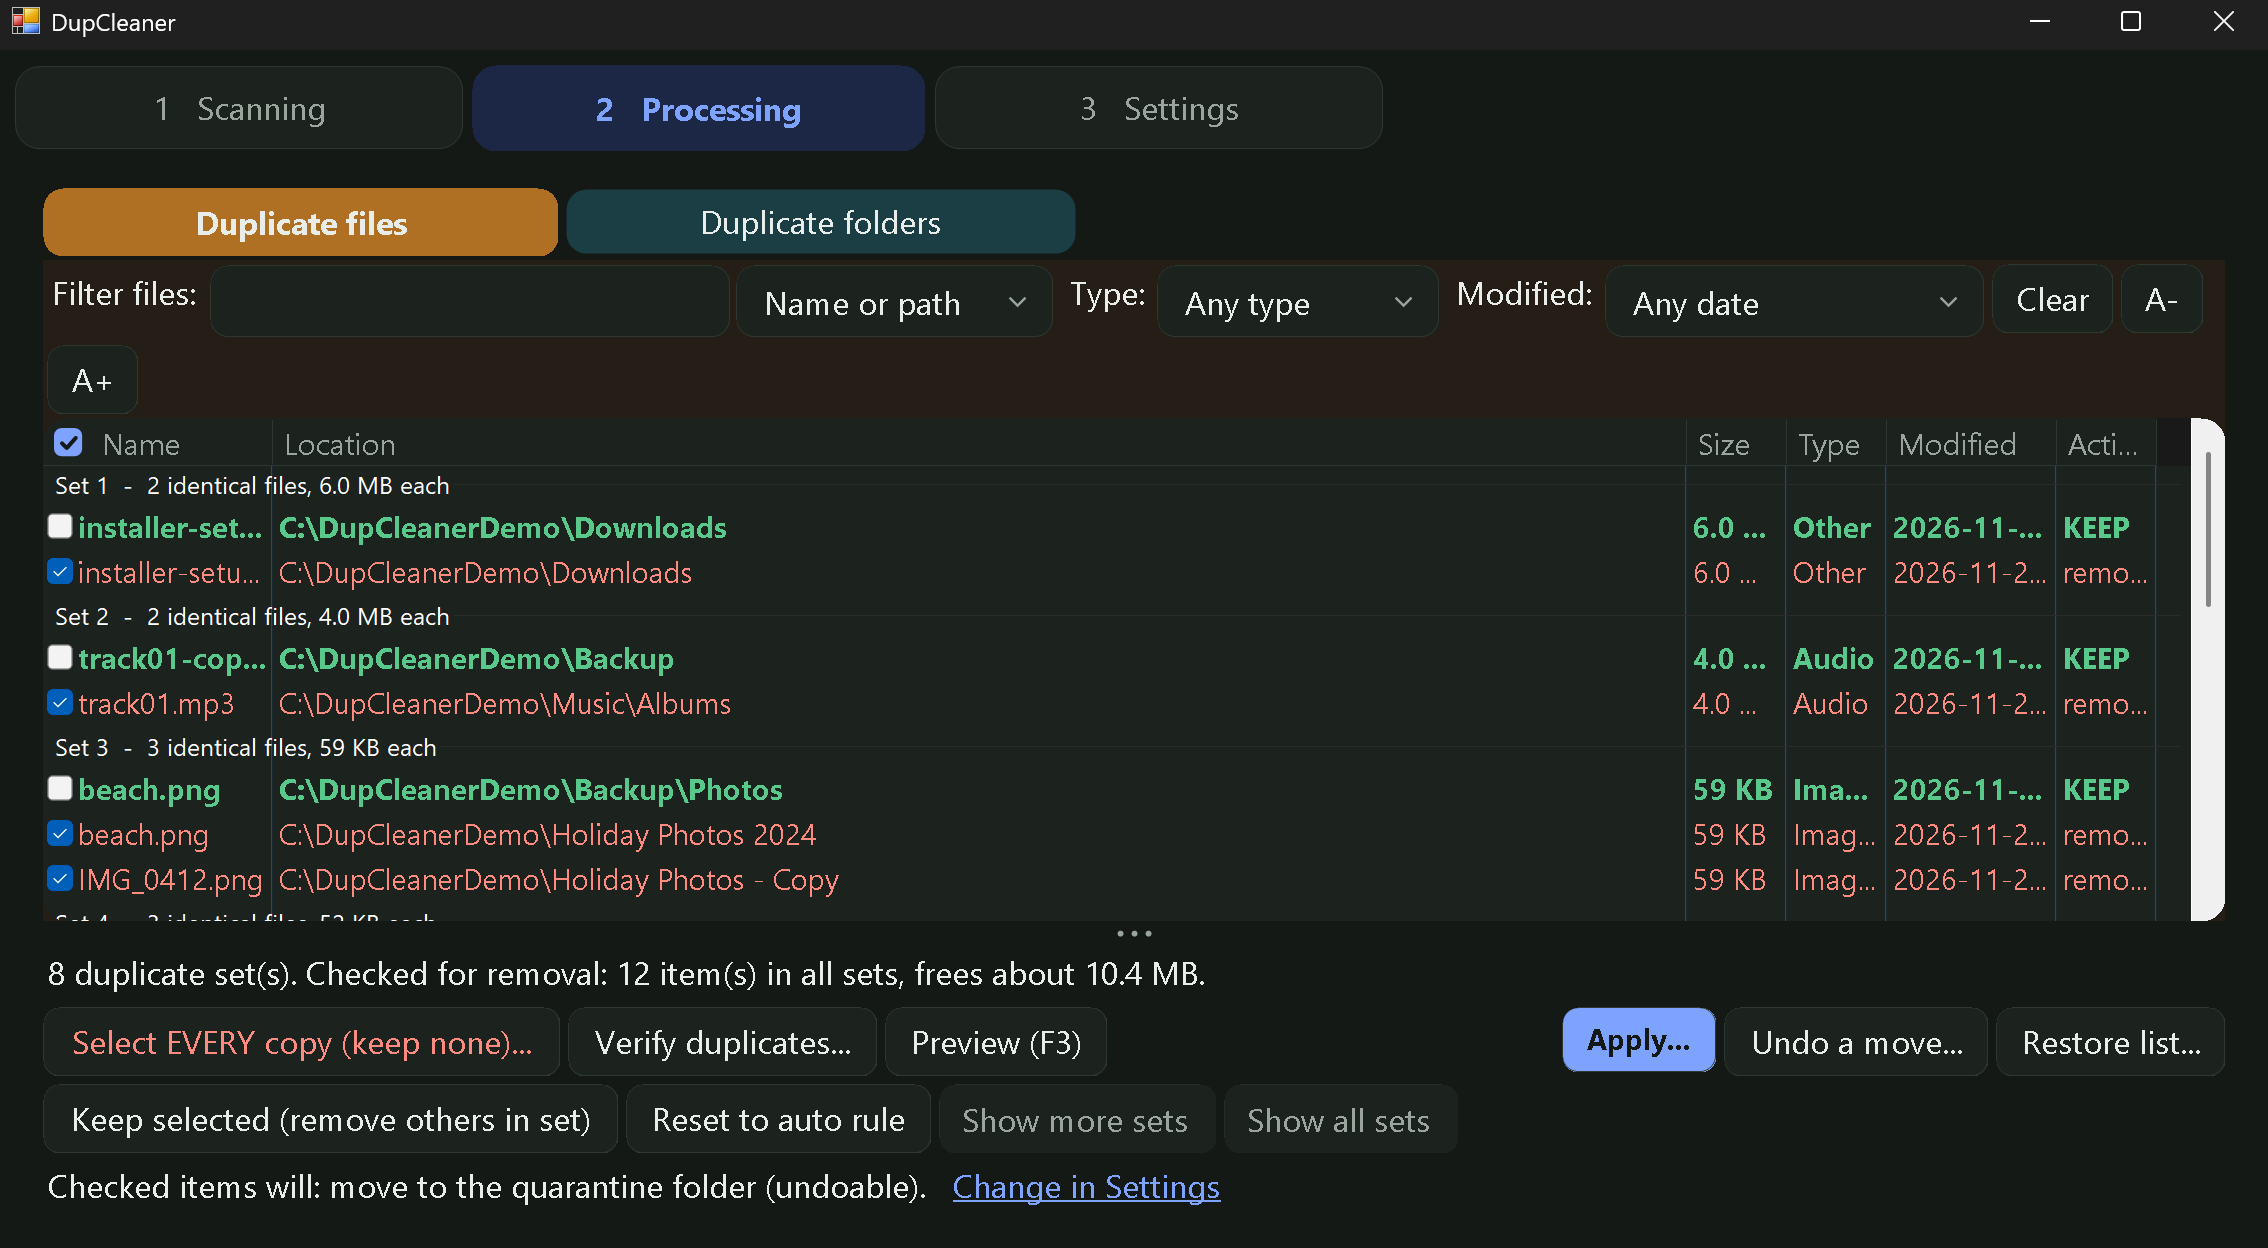 DupCleaner
1 Scanning
2 Processing
3 Settings
Duplicate files
Duplicate folders
Filter files:
Name or path
Type:
Any type
Modified:
Any date
Clear
A-
A+
Name Location Size Type Modified Acti...
Set 1 - 2 identical files, 6.0 MB each
installer-set... C:\DupCleanerDemo\Downloads 6.0 ... Other 2026-11-... KEEP
installer-setu... C:\DupCleanerDemo\Downloads 6.0 ... Other 2026-11-2... remo...
Set 2 - 2 identical files, 4.0 MB each
track01-cop... C:\DupCleanerDemo\Backup 4.0 ... Audio 2026-11-... KEEP
track01.mp3 C:\DupCleanerDemo\Music\Albums 4.0 ... Audio 2026-11-2... remo...
Set 3 - 3 identical files, 59 KB each
beach.png C:\DupCleanerDemo\Backup\Photos 59 KB Ima... 2026-11-... KEEP
beach.png C:\DupCleanerDemo\Holiday Photos 2024 59 KB Imag... 2026-11-2... remo...
IMG_0412.png C:\DupCleanerDemo\Holiday Photos - Copy 59 KB Imag... 2026-11-2... remo...
8 duplicate set(s). Checked for removal: 12 item(s) in all sets, frees about 10.4 MB.
Select EVERY copy (keep none)...
Verify duplicates...
Preview (F3)
Apply...
Undo a move...
Restore list...
Keep selected (remove others in set)
Reset to auto rule
Show more sets
Show all sets
Checked items will: move to the quarantine folder (undoable). Change in Settings